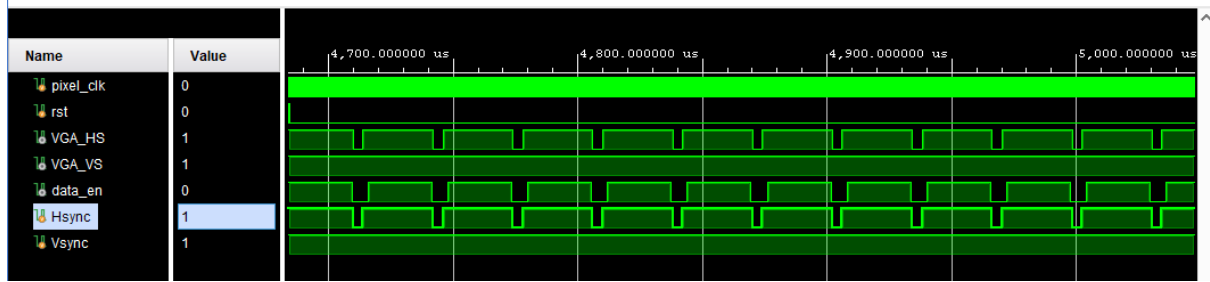 Name Value
4,700.000000 us 4,800.000000 us 4,900.000000 us 5,000.000000 us
pixel_clk 0
rst 0
VGA_HS 1
VGA_VS 1
data_en 0
Hsync 1
Vsync 1